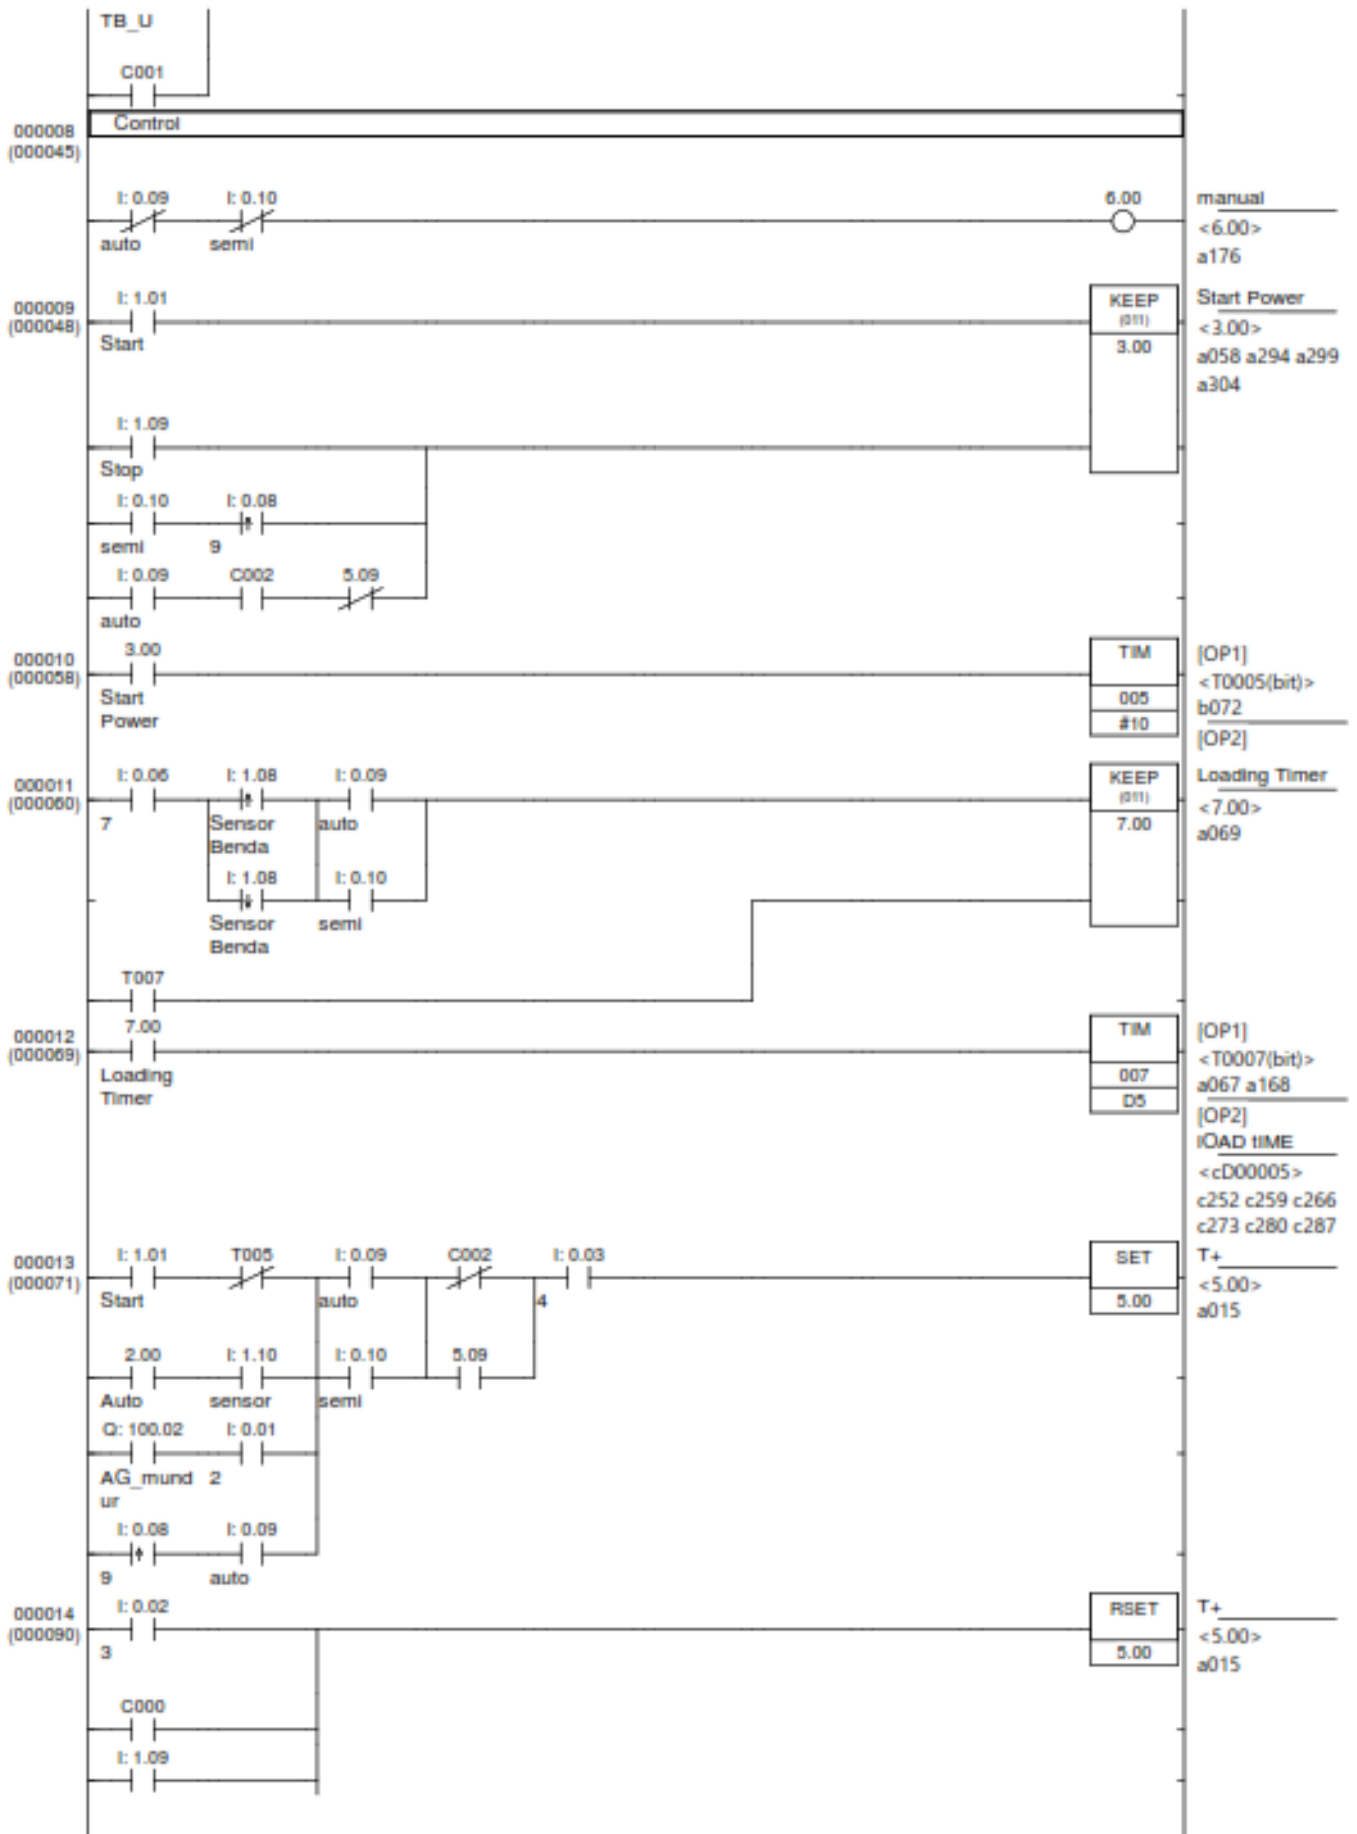 TB_U
C001
000008
(000045)
Control
I: 0.09 I: 0.10 6.00 manual
auto semi <6.00>
a176
000009
(000048)
I: 1.01 KEEP Start Power
(011) <3.00>
Start 3.00 a058 a294 a299
a304
I: 1.09
Stop
I: 0.10 I: 0.08
semi 9
I: 0.09 C002 5.09
auto
000010
(000058)
3.00 TIM [OP1]
<T0005(bit)>
Start 005 b072
Power #10 [OP2]
000011
(000060)
I: 0.06 I: 1.08 I: 0.09 KEEP Loading Timer
(011) <7.00>
7 Sensor auto 7.00 a069
Benda
I: 1.08 I: 0.10
Sensor semi
Benda
T007
000012
(000069)
7.00 TIM [OP1]
<T0007(bit)>
Loading 007 a067 a168
Timer D5 [OP2]
lOAD tIME
<cD00005>
c252 c259 c266
c273 c280 c287
000013
(000071)
I: 1.01 T005 I: 0.09 C002 I: 0.03 SET T+
<5.00>
Start auto 4 5.00 a015
2.00 I: 1.10 I: 0.10 5.09
Auto sensor semi
Q: 100.02 I: 0.01
AG_mund 2
ur
I: 0.08 I: 0.09
9 auto
000014
(000090)
I: 0.02 RSET T+
<5.00>
3 5.00 a015
C000
I: 1.09